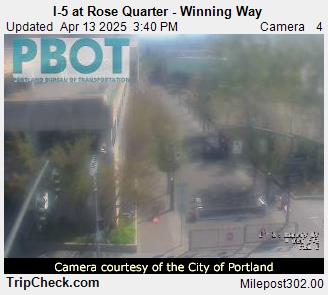 I-5 at Rose Quarter - Winning Way
Updated Apr 13 2025 3:40 PM Camera 4
PBOT
PORTLAND BUREAU OF TRANSPORTATION
Camera courtesy of the City of Portland
TripCheck.com Milepost302.00